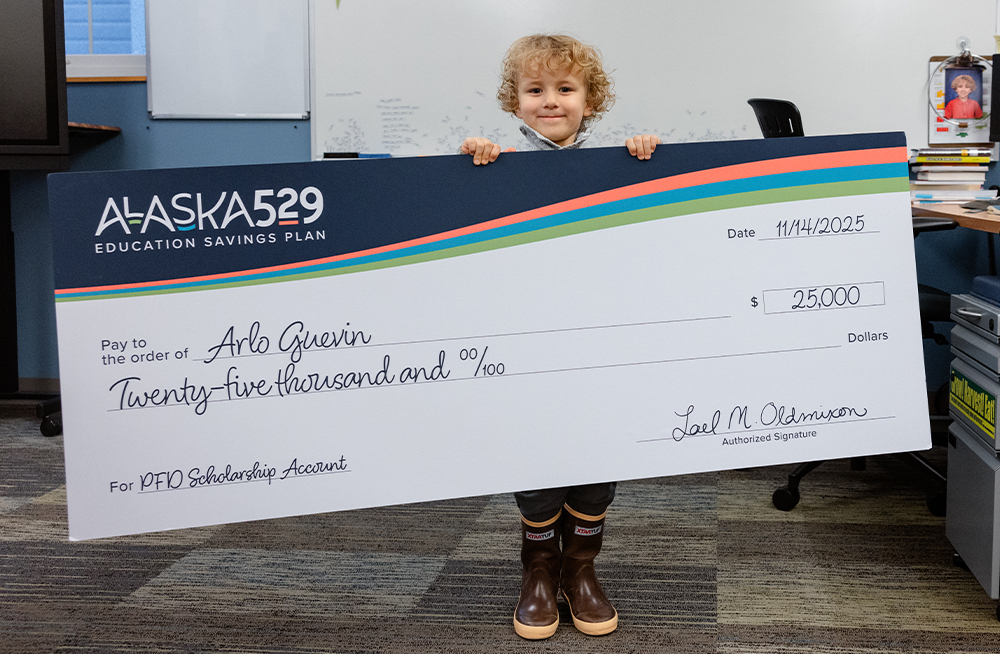 ALASKA529
EDUCATION SAVINGS PLAN
Date 11/14/2025
$ 25,000
Pay to
the order of Arlo Guevin
Twenty-five thousand and 00/100 Dollars
Lael M. Oldmixon
Authorized Signature
For PFD Scholarship Account
XTRATUF XTRATUF